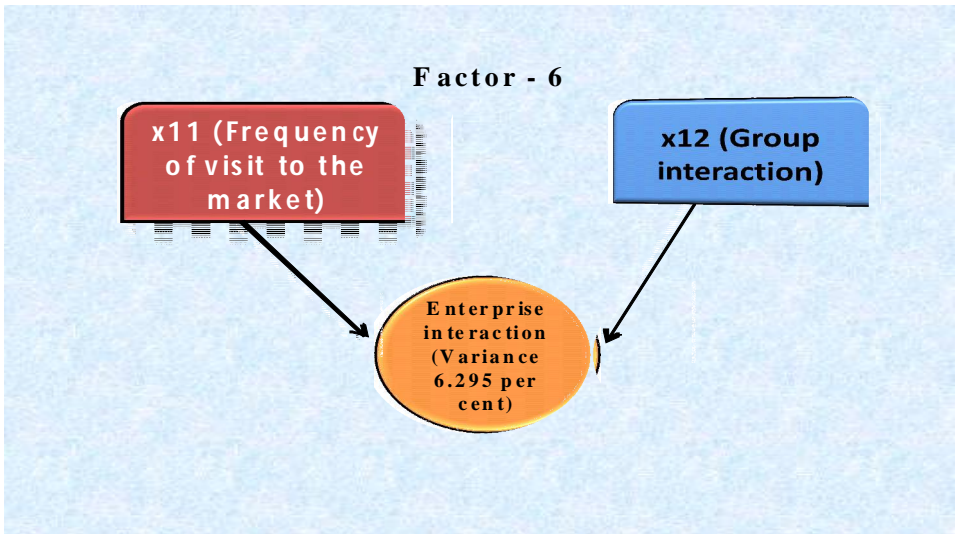 Factor - 6
x11 (Frequency
of visit to the
market)
x12 (Group
interaction)
Enterprise
interaction
(Variance
6.295 per
cent)